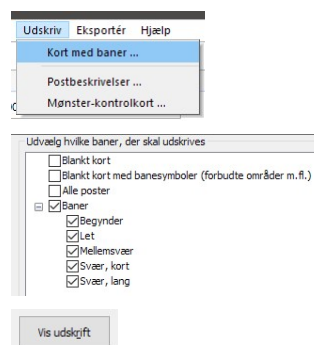 Udskriv Eksportér Hjælp
Kort med baner ...
Postbeskrivelser ...
Mønster-kontrolkort ...
Udvælg hvilke baner, der skal udskrives
Blankt kort
Blankt kort med banesymboler (forbudte områder m.fl.)
Alle poster
Baner
Begynder
Let
Mellemsvær
Svær, kort
Svær, lang
Vis udskrift